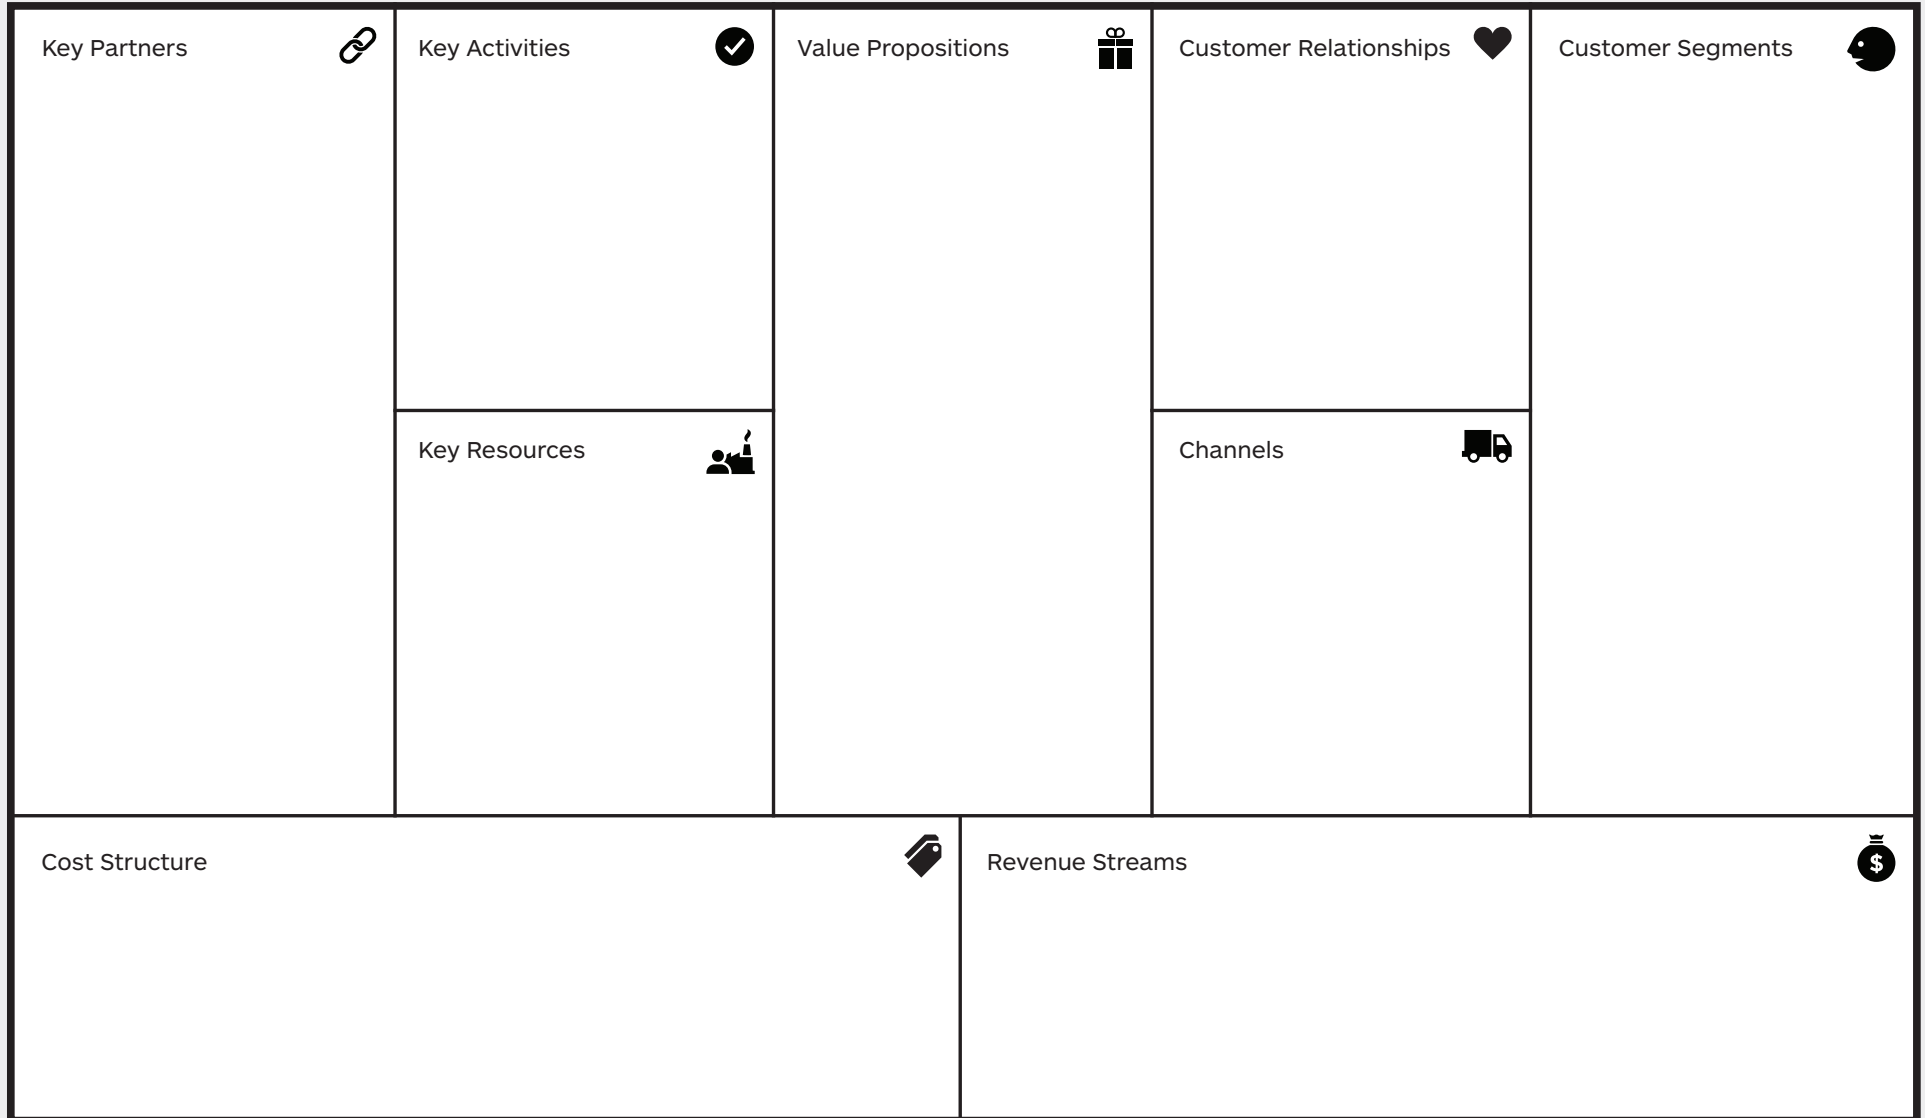 Key Partners
Key Activities
Value Propositions
Customer Relationships
Customer Segments
Key Resources
Channels
Cost Structure
Revenue Streams
$